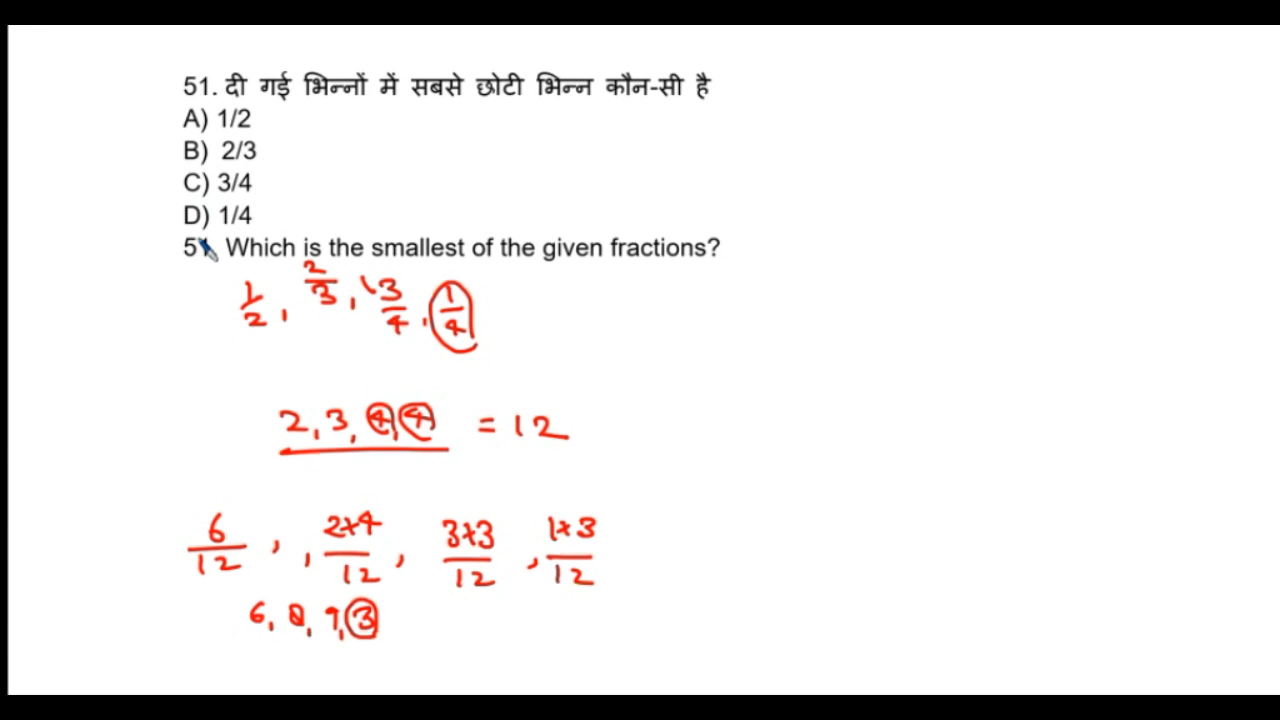 51. दी गई भिन्नों में सबसे छोटी भिन्न कौन-सी है
A) 1/2
B) 2/3
C) 3/4
D) 1/4
51. Which is the smallest of the given fractions?
1/2, 2/3, 3/4, 1/4
2, 3, 4, 4 = 12
6/12, , 2×4/12, 3×3/12, 1×3/12
6, 8, 9, 3